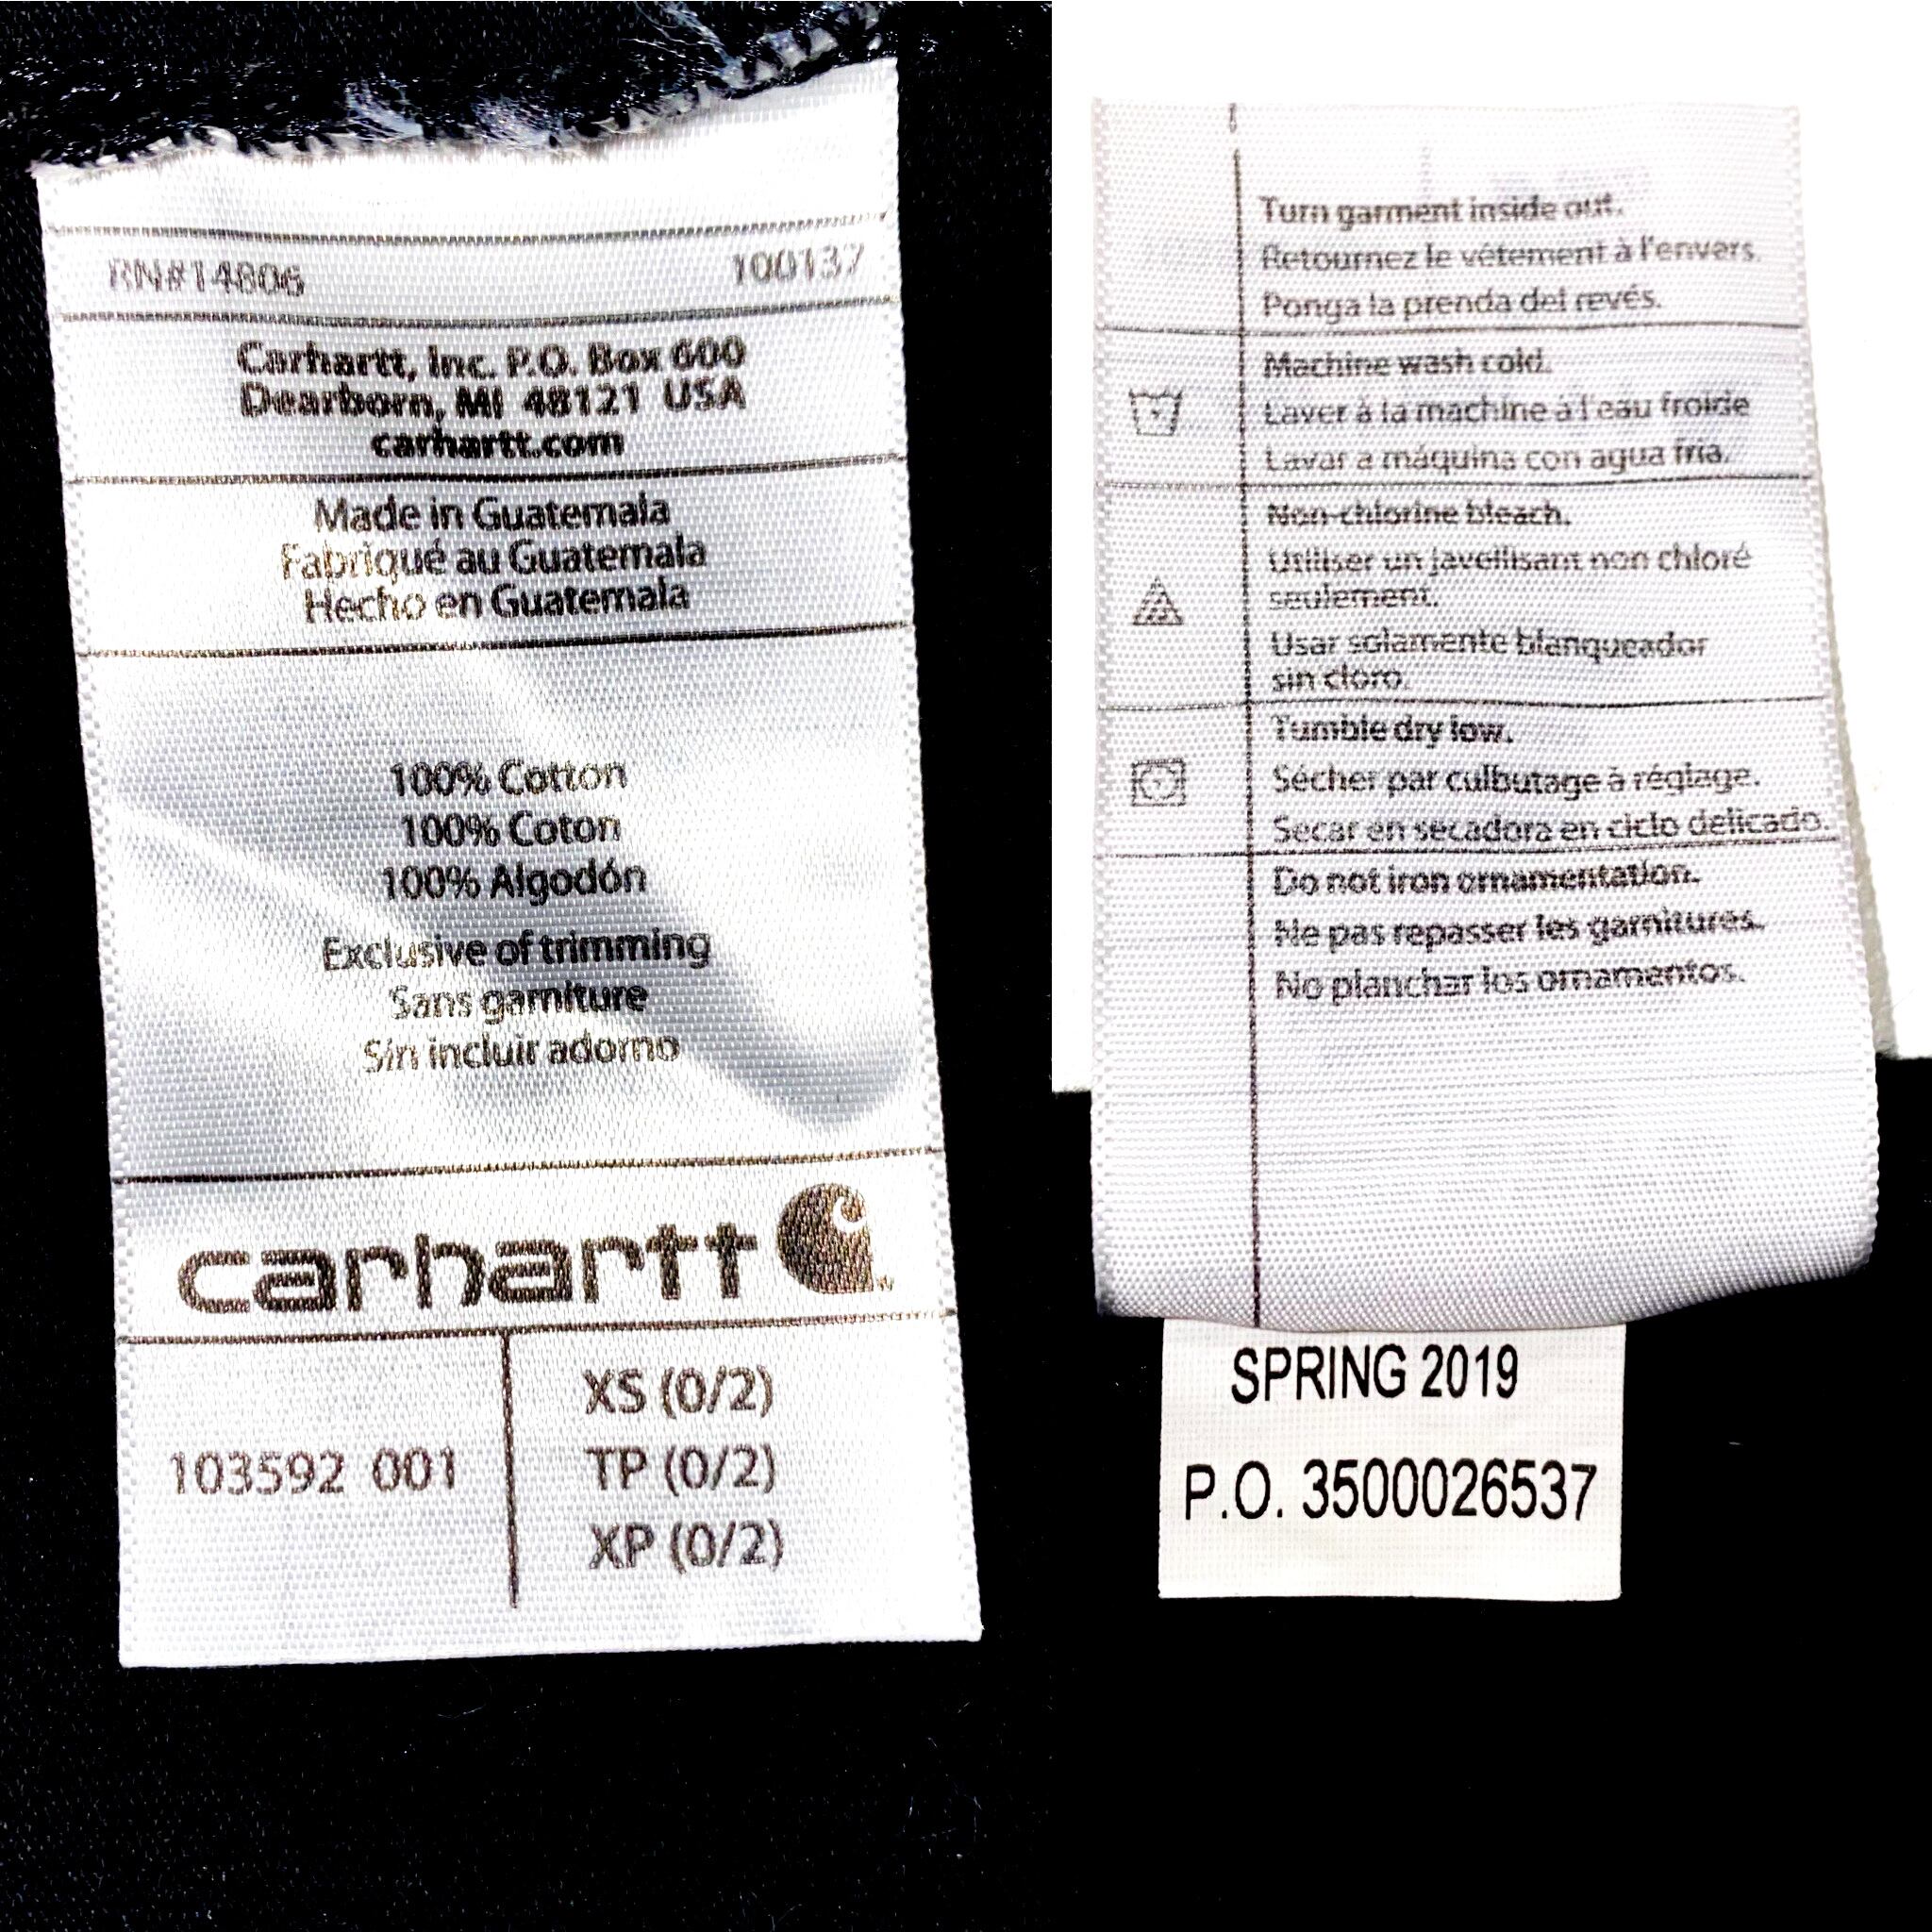 RN#14806 100137
Carhartt, Inc. P.O. Box 600
Dearborn, MI 48121 USA
carhartt.com
Made in Guatemala
Fabriqué au Guatemala
Hecho en Guatemala
100% Cotton
100% Coton
100% Algodón
Exclusive of trimming
Sans garniture
Sin incluir adorno
carhartt
103592 001
XS (0/2)
TP (0/2)
XP (0/2)
Turn garment inside out.
Retournez le vétement à l'envers.
Ponga la prenda del revés.
Machine wash cold.
Laver à la machine à l'eau froide
Lavar a máquina con agua fria.
Non-chlorine bleach.
Utiliser un javellisant non chloré
seulement.
Usar solamente blanqueador
sin cloro.
Tumble dry low.
Sécher par culbutage à réglage.
Secar en secadora en ciclo delicado.
Do not iron ornamentation.
Ne pas repasser les garnitures.
No planchar los ornamentos.
SPRING 2019
P.O. 3500026537